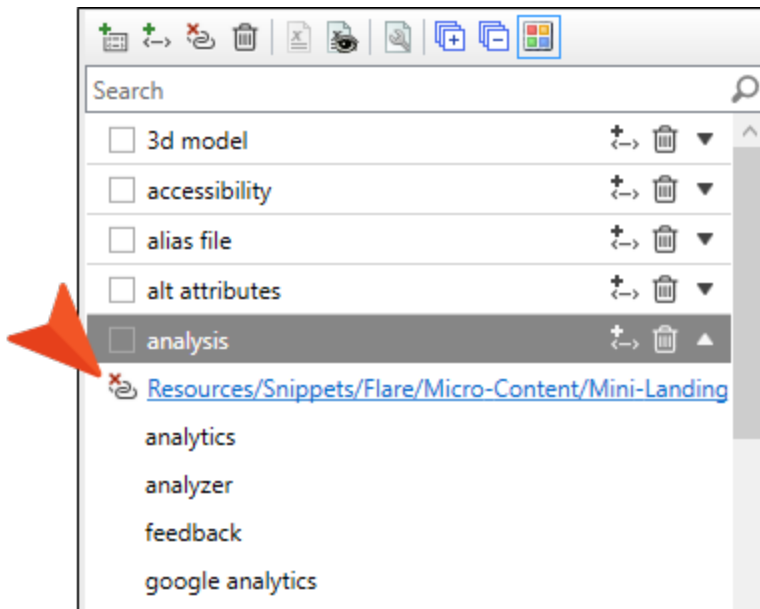 Search
3d model
accessibility
alias file
alt attributes
analysis
Resources/Snippets/Flare/Micro-Content/Mini-Landing
analytics
analyzer
feedback
google analytics